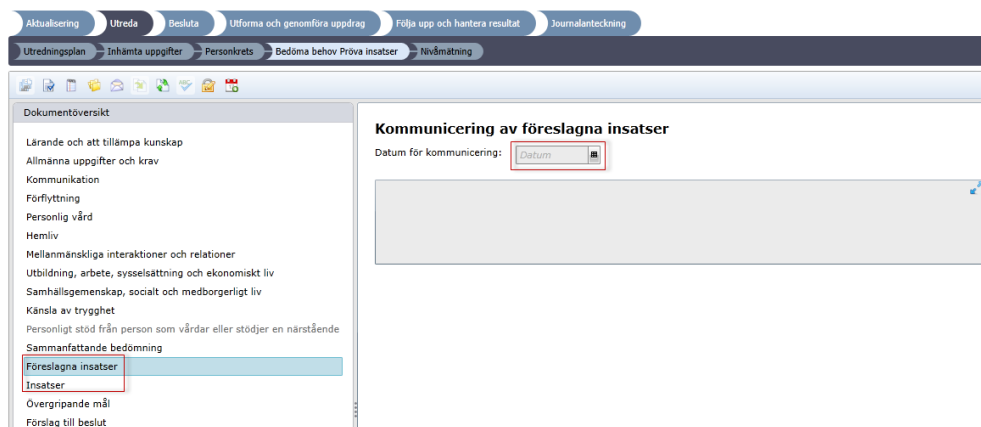 Aktualisering Utreda Besluta Utforma och genomföra uppdrag Följa upp och hantera resultat Journalanteckning
Utredningsplan Inhämta uppgifter Personkrets Bedöma behov Pröva insatser Nivåmätning
Dokumentöversikt
Lärande och att tillämpa kunskap
Allmänna uppgifter och krav
Kommunikation
Förflyttning
Personlig vård
Hemliv
Mellanmänskliga interaktioner och relationer
Utbildning, arbete, sysselsättning och ekonomiskt liv
Samhällsgemenskap, socialt och medborgerligt liv
Känsla av trygghet
Personligt stöd från person som vårdar eller stödjer en närstående
Sammanfattande bedömning
Föreslagna insatser
Insatser
Övergripande mål
Förslag till beslut
Kommunicering av föreslagna insatser
Datum för kommunicering: Datum